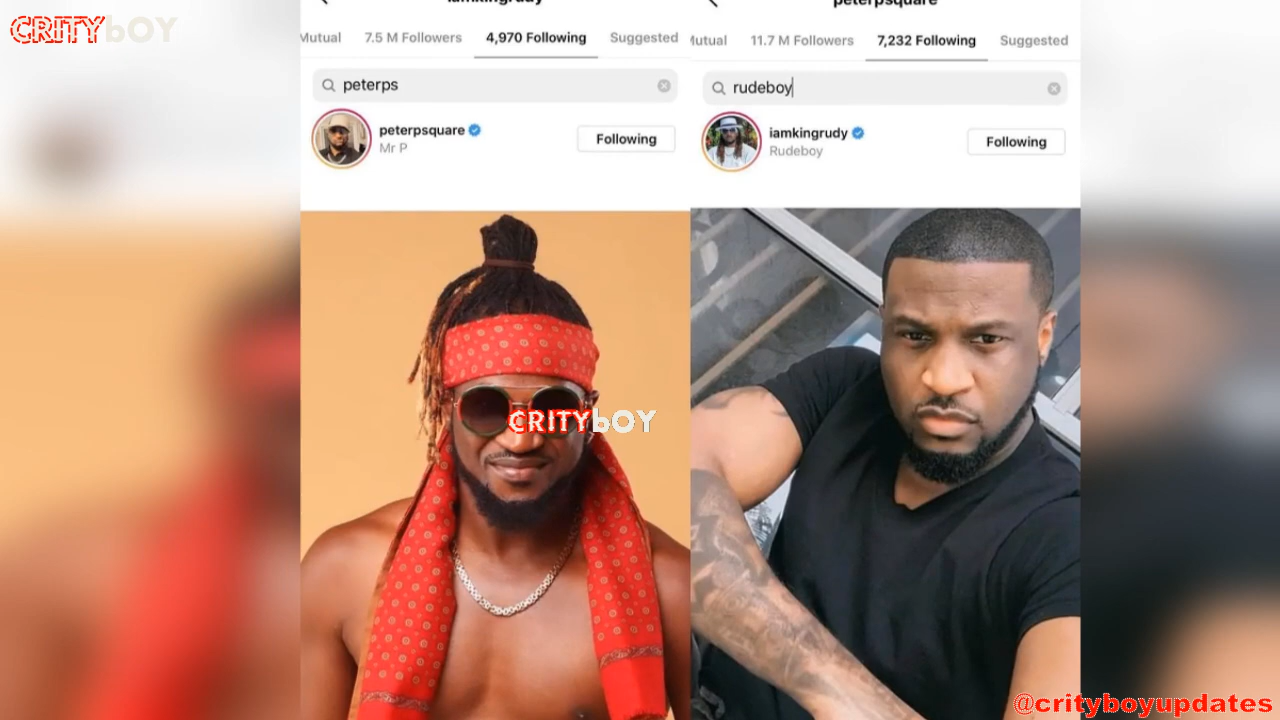 CRITYbOY
iamkingrudy
Mutual 7.5 M Followers 4,970 Following Suggested
peterps
peterpsquare
Mr P
Following
peterpsquare
Mutual 11.7 M Followers 7,232 Following Suggested
rudeboy
iamkingrudy
Rudeboy
Following
CRITYbOY
@crityboyupdates